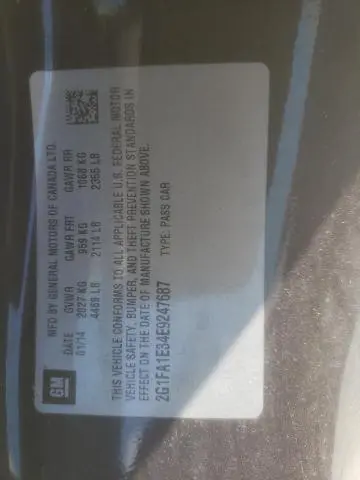 GM
MFD BY GENERAL MOTORS OF CANADA LTD
DATE GVWR GAWR FRT GAWR RR
01/14 2027 KG 959 KG 1068 KG
4469 LB 2114 LB 2355 LB
THIS VEHICLE CONFORMS TO ALL APPLICABLE U.S. FEDERAL MOTOR
VEHICLE SAFETY, BUMPER, AND THEFT PREVENTION STANDARDS IN
EFFECT ON THE DATE OF MANUFACTURE SHOWN ABOVE.
2G1FA1E34E9247687 TYPE: PASS CAR